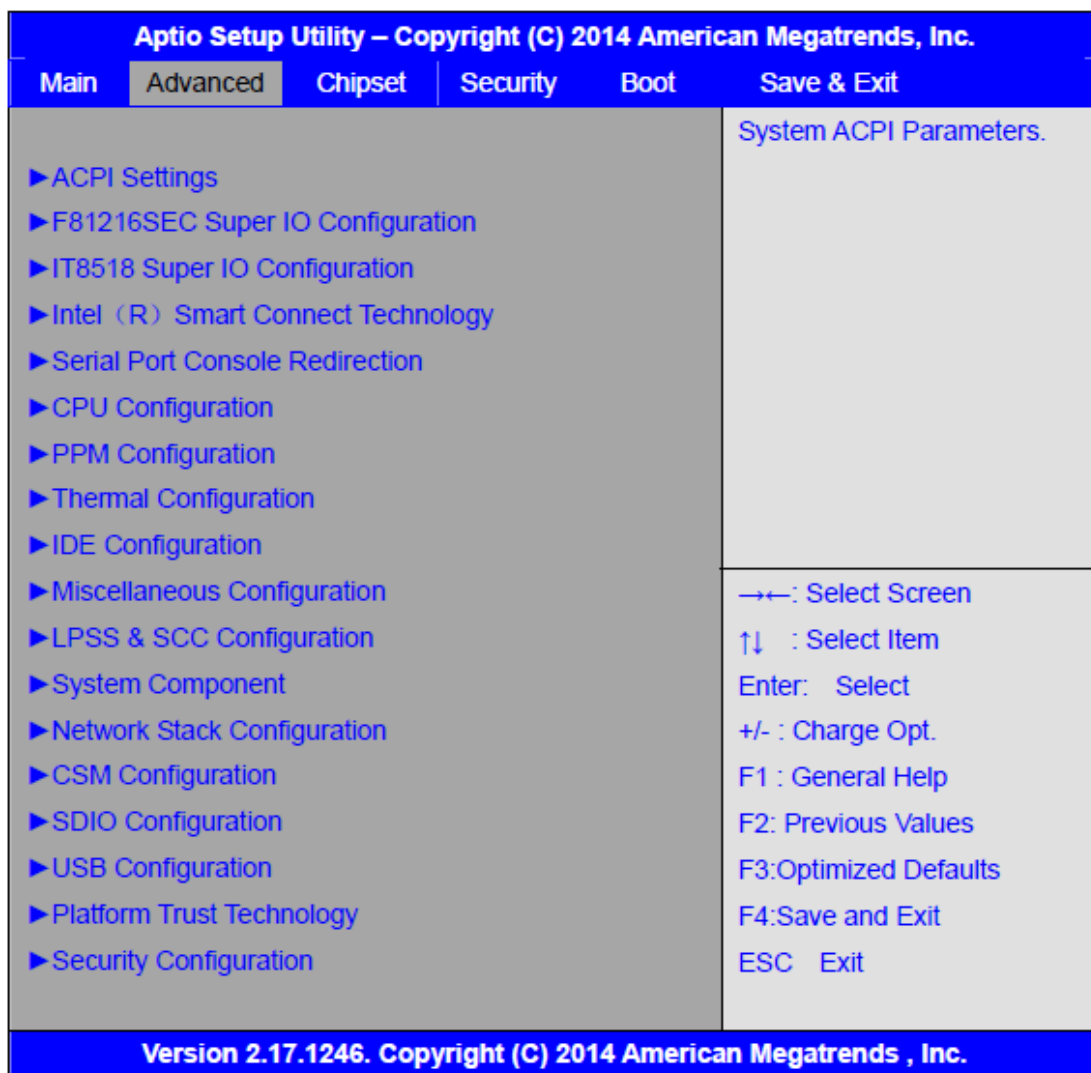 Aptio Setup Utility – Copyright (C) 2014 American Megatrends, Inc.
Main Advanced Chipset Security Boot Save & Exit
►ACPI Settings
►F81216SEC Super IO Configuration
►IT8518 Super IO Configuration
►Intel（R）Smart Connect Technology
►Serial Port Console Redirection
►CPU Configuration
►PPM Configuration
►Thermal Configuration
►IDE Configuration
►Miscellaneous Configuration
►LPSS & SCC Configuration
►System Component
►Network Stack Configuration
►CSM Configuration
►SDIO Configuration
►USB Configuration
►Platform Trust Technology
►Security Configuration
System ACPI Parameters.
→←: Select Screen
↑↓ : Select Item
Enter: Select
+/- : Charge Opt.
F1 : General Help
F2: Previous Values
F3:Optimized Defaults
F4:Save and Exit
ESC Exit
Version 2.17.1246. Copyright (C) 2014 American Megatrends , Inc.